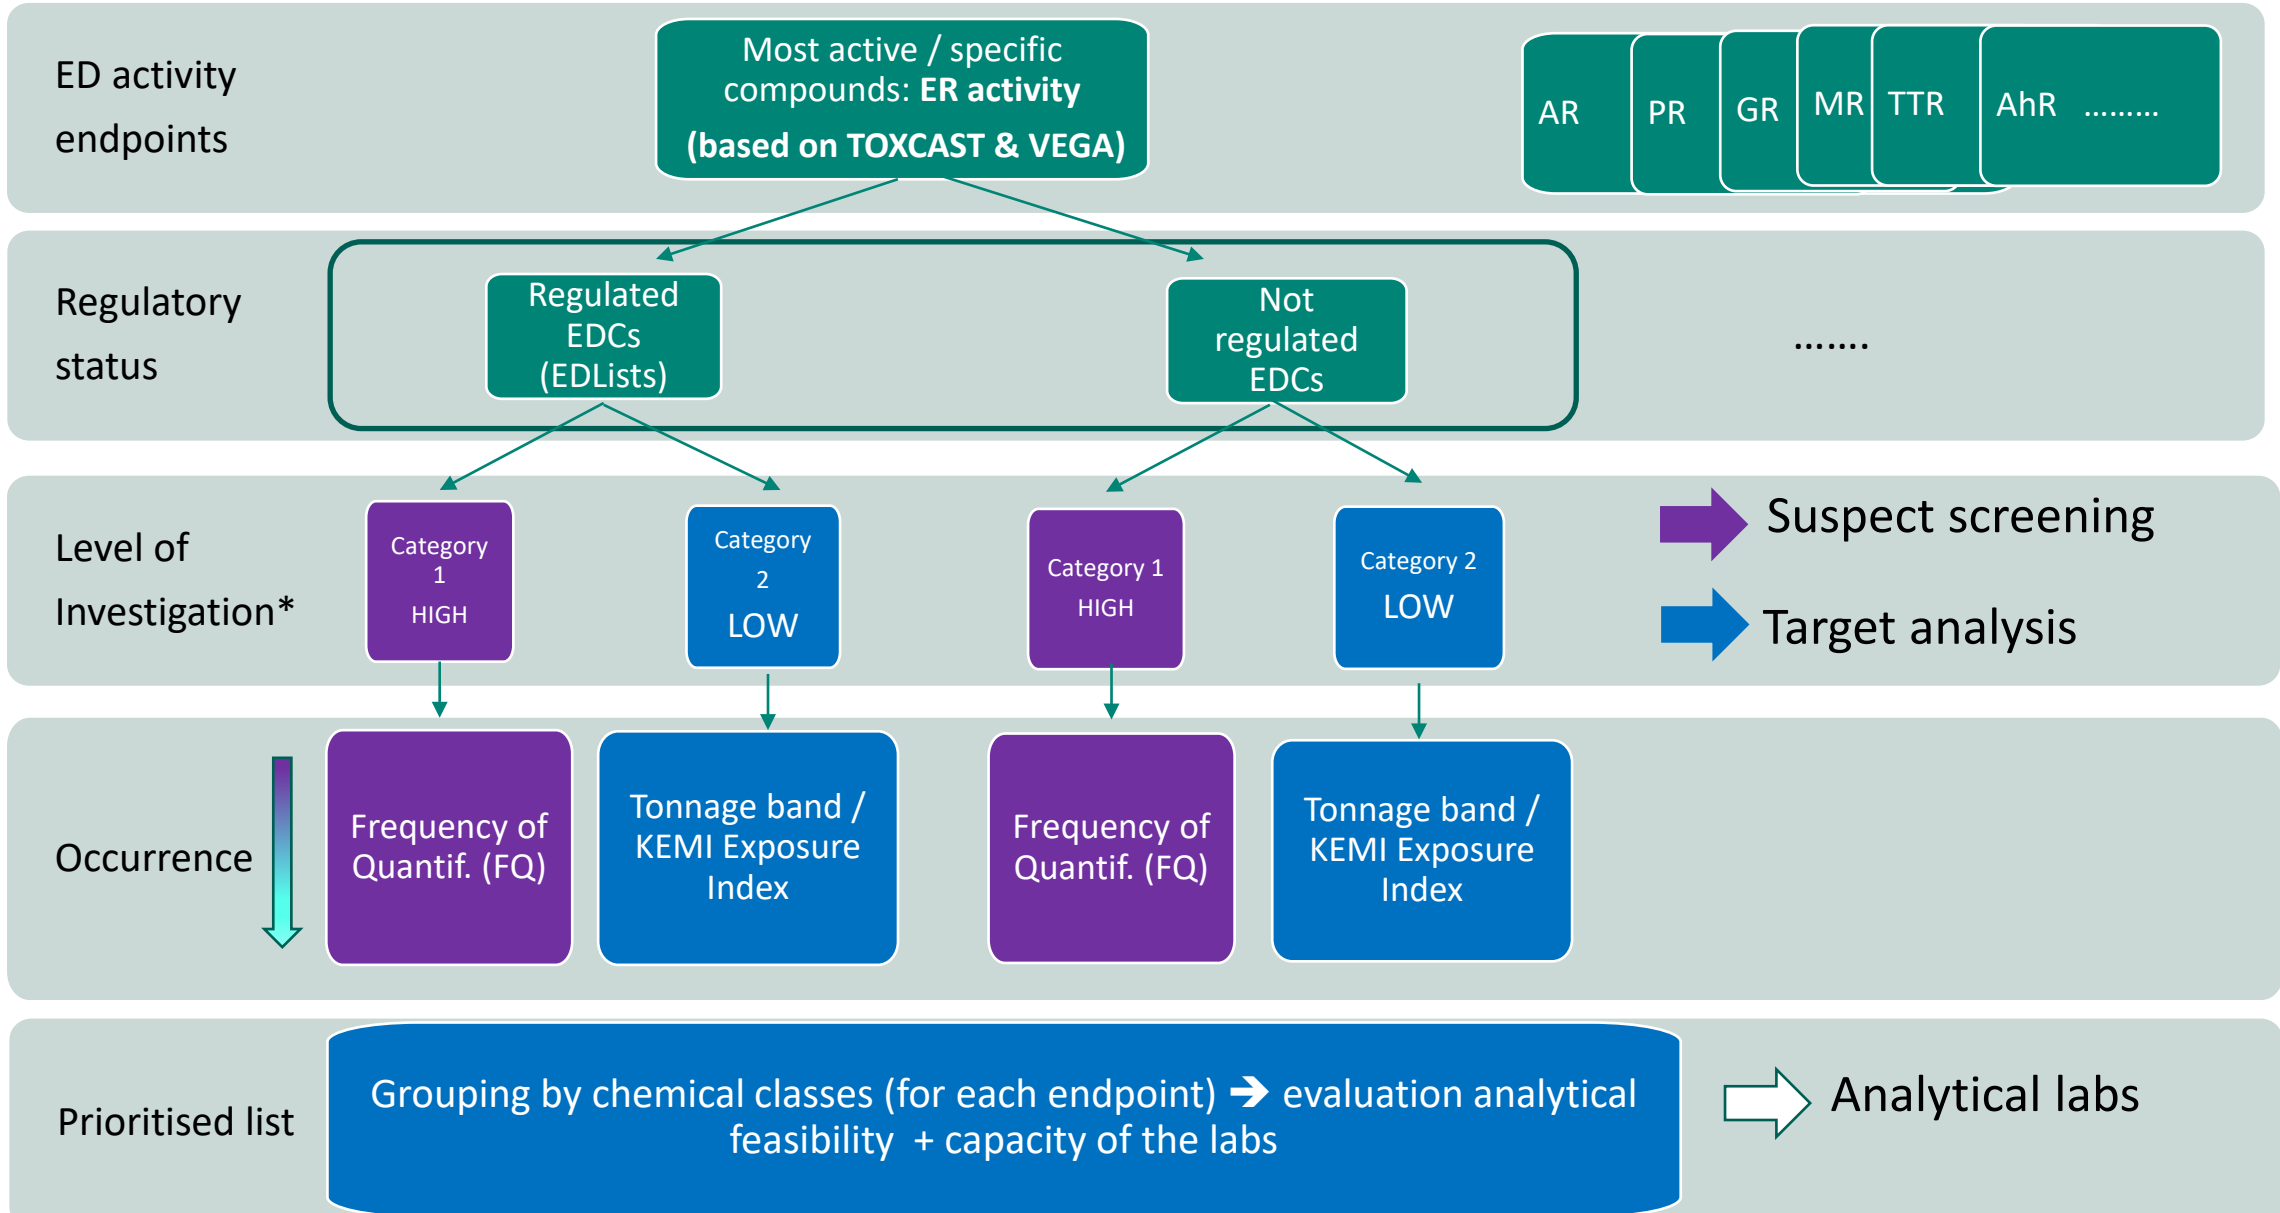 ED activity
endpoints
Most active / specific
compounds: ER activity
(based on TOXCAST & VEGA)
AR
PR
GR
MR
TTR
AhR ………
Regulatory
status
Regulated
EDCs
(EDLists)
Not
regulated
EDCs
…….
Level of
Investigation*
Category
1
HIGH
Category
2
LOW
Category 1
HIGH
Category 2
LOW
Suspect screening
Target analysis
Occurrence
Frequency of
Quantif. (FQ)
Tonnage band /
KEMI Exposure
Index
Frequency of
Quantif. (FQ)
Tonnage band /
KEMI Exposure
Index
Prioritised list
Grouping by chemical classes (for each endpoint) ➔ evaluation analytical
feasibility + capacity of the labs
Analytical labs